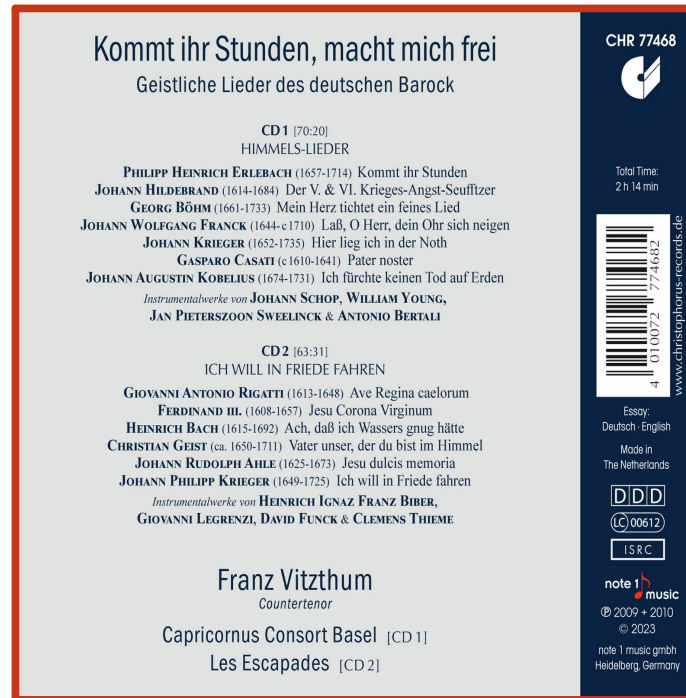 Kommt ihr Stunden, macht mich frei
Geistliche Lieder des deutschen Barock
CD 1 [70:20]
HIMMELS-LIEDER
PHILIPP HEINRICH ERLEBACH (1657-1714) Kommt ihr Stunden
JOHANN HILDEBRAND (1614-1684) Der V. & VI. Krieges-Angst-Seufftzer
GEORG BÖHM (1661-1733) Mein Herz tichtet ein feines Lied
JOHANN WOLFGANG FRANCK (1644-c1710) Laß, O Herr, dein Ohr sich neigen
JOHANN KRIEGER (1652-1735) Hier lieg ich in der Noth
GASPARO CASATI (c1610-1641) Pater noster
JOHANN AUGUSTIN KOBELIUS (1674-1731) Ich fürchte keinen Tod auf Erden
Instrumentalwerke von JOHANN SCHOP, WILLIAM YOUNG,
JAN PIETERSZOON SWEELINCK & ANTONIO BERTALI
CD 2 [63:31]
ICH WILL IN FRIEDE FAHREN
GIOVANNI ANTONIO RIGATTI (1613-1648) Ave Regina caelorum
FERDINAND III. (1608-1657) Jesu Corona Virginum
HEINRICH BACH (1615-1692) Ach, daß ich Wassers gnug hätte
CHRISTIAN GEIST (ca. 1650-1711) Vater unser, der du bist im Himmel
JOHANN RUDOLPH AHLE (1625-1673) Jesu dulcis memoria
JOHANN PHILIPP KRIEGER (1649-1725) Ich will in Friede fahren
Instrumentalwerke von HEINRICH IGNAZ FRANZ BIBER,
GIOVANNI LEGRENZI, DAVID FUNCK & CLEMENS THIEME
Franz Vitzthum
Countertenor
Capricornus Consort Basel [CD 1]
Les Escapades [CD 2]
CHR 77468
Total Time:
2 h 14 min
4 010072 774682
www.christophorus-records.de
Essay:
Deutsch · English
Made in
The Netherlands
DDD
LC 00612
ISRC
note 1 music
℗ 2009 + 2010
© 2023
note 1 music gmbh
Heidelberg, Germany